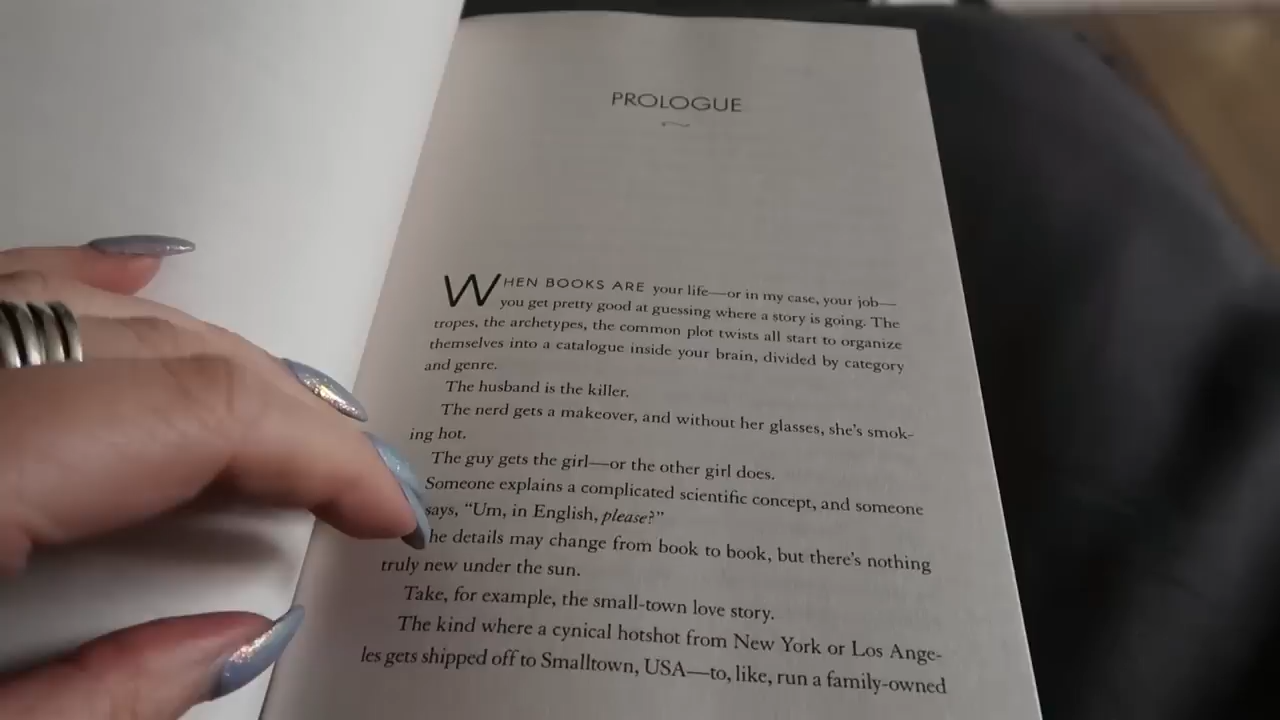 PROLOGUE
WHEN BOOKS ARE your life—or in my case, your job—
you get pretty good at guessing where a story is going. The
tropes, the archetypes, the common plot twists all start to organize
themselves into a catalogue inside your brain, divided by category
and genre.
The husband is the killer.
The nerd gets a makeover, and without her glasses, she's smok-
ing hot.
The guy gets the girl—or the other girl does.
Someone explains a complicated scientific concept, and someone
says, "Um, in English, please?"
he details may change from book to book, but there's nothing
truly new under the sun.
Take, for example, the small-town love story.
The kind where a cynical hotshot from New York or Los Ange-
les gets shipped off to Smalltown, USA—to, like, run a family-owned